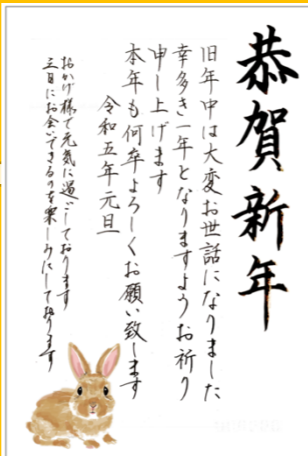 恭賀新年
旧年中は大変お世話になりました
幸多き一年となりますようお祈り
申し上げます
本年も何卒よろしくお願い致します
令和五年元旦
おかげ様で元気に過ごしております
三日にお会いできるのを楽しみにしております